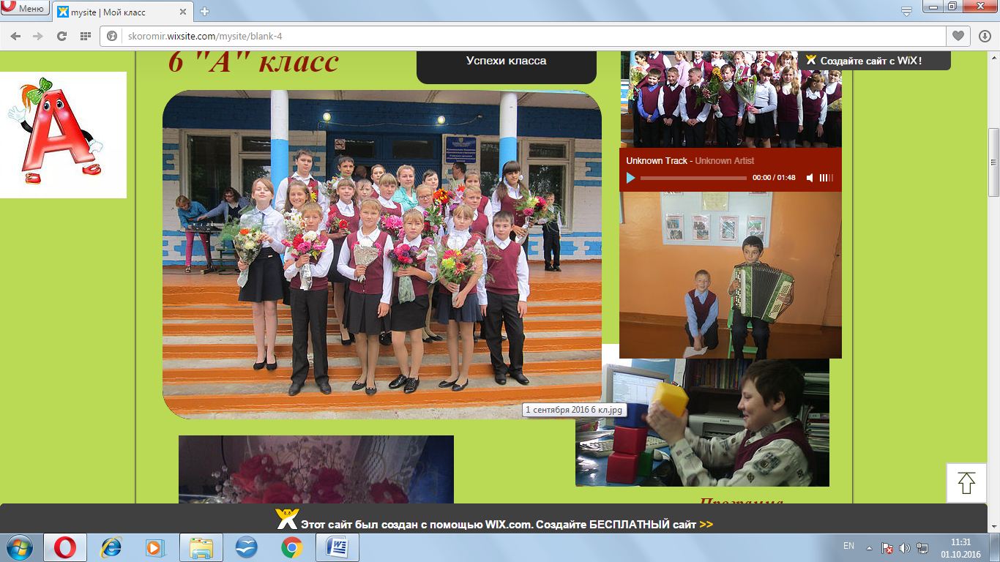 Меню
mysite | Мой класс
skoromir.wixsite.com/mysite/blank-4
6 "А" класс
Успехи класса
Создайте сайт с WiX!
Unknown Track - Unknown Artist
00:00 / 01:48
1 сентября 2016 6 кл.jpg
Программа
Этот сайт был создан с помощью WIX.com. Создайте БЕСПЛАТНЫЙ сайт >>
EN
11:31
01.10.2016